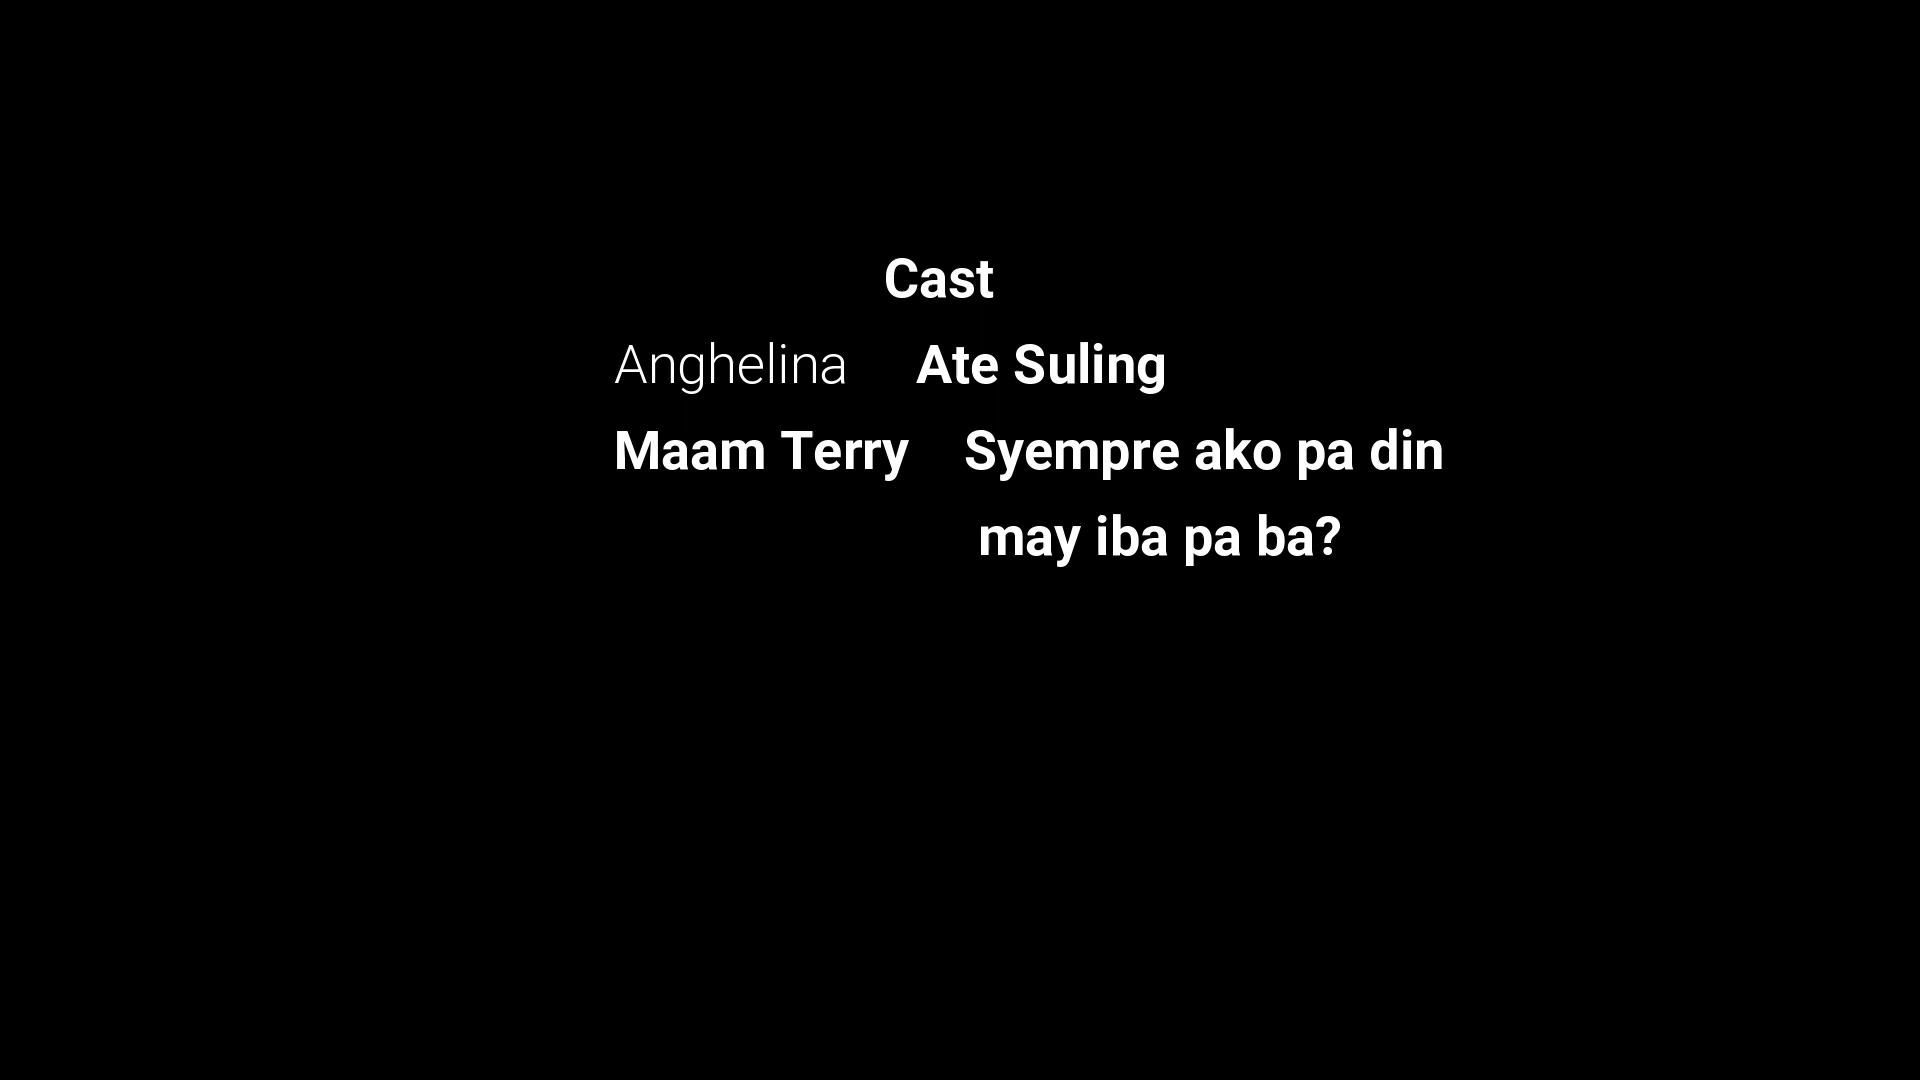 Cast
Anghelina Ate Suling
Maam Terry Syempre ako pa din
may iba pa ba?